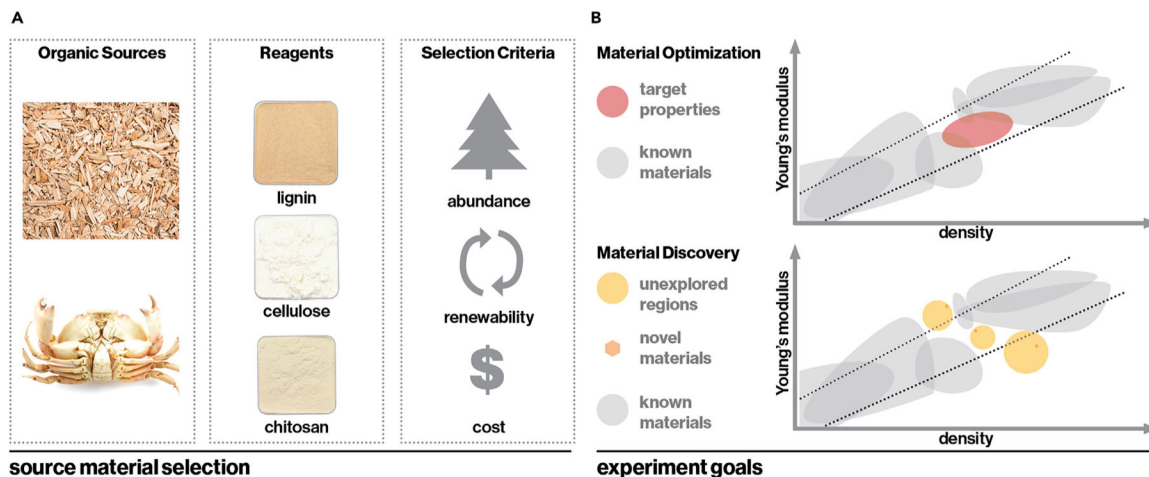 A
Organic Sources
Reagents
lignin
cellulose
chitosan
Selection Criteria
abundance
renewability
$
cost
source material selection
B
Material Optimization
target
properties
known
materials
Young's modulus
density
Material Discovery
unexplored
regions
novel
materials
known
materials
Young's modulus
density
experiment goals